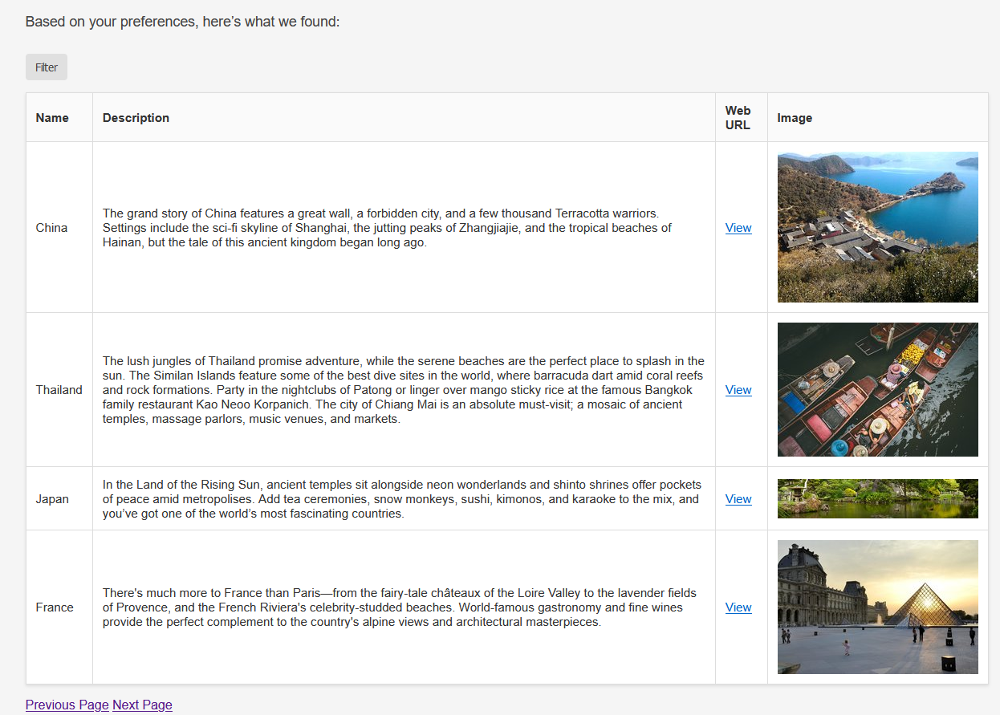 Based on your preferences, here’s what we found:
Filter
Name
Description
Web
URL
Image
China
The grand story of China features a great wall, a forbidden city, and a few thousand Terracotta warriors.
Settings include the sci-fi skyline of Shanghai, the jutting peaks of Zhangjiajie, and the tropical beaches of
Hainan, but the tale of this ancient kingdom began long ago.
View
Thailand
The lush jungles of Thailand promise adventure, while the serene beaches are the perfect place to splash in the
sun. The Similan Islands feature some of the best dive sites in the world, where barracuda dart amid coral reefs
and rock formations. Party in the nightclubs of Patong or linger over mango sticky rice at the famous Bangkok
family restaurant Kao Neoo Korpanich. The city of Chiang Mai is an absolute must-visit; a mosaic of ancient
temples, massage parlors, music venues, and markets.
View
Japan
In the Land of the Rising Sun, ancient temples sit alongside neon wonderlands and shinto shrines offer pockets
of peace amid metropolises. Add tea ceremonies, snow monkeys, sushi, kimonos, and karaoke to the mix, and
you’ve got one of the world’s most fascinating countries.
View
France
There's much more to France than Paris—from the fairy-tale châteaux of the Loire Valley to the lavender fields
of Provence, and the French Riviera's celebrity-studded beaches. World-famous gastronomy and fine wines
provide the perfect complement to the country's alpine views and architectural masterpieces.
View
Previous Page Next Page